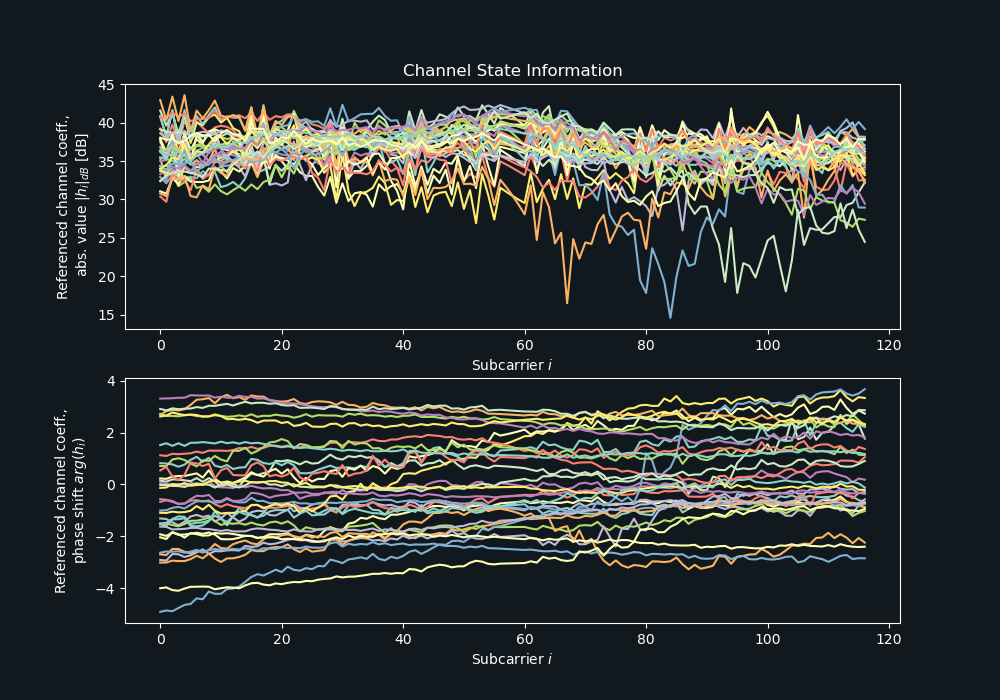 Channel State Information
Referenced channel coeff.,
abs. value |h_i|_{dB} [dB]
45
40
35
30
25
20
15
0 20 40 60 80 100 120
Subcarrier i
Referenced channel coeff.,
phase shift arg(h_i)
4
2
0
−2
−4
0 20 40 60 80 100 120
Subcarrier i